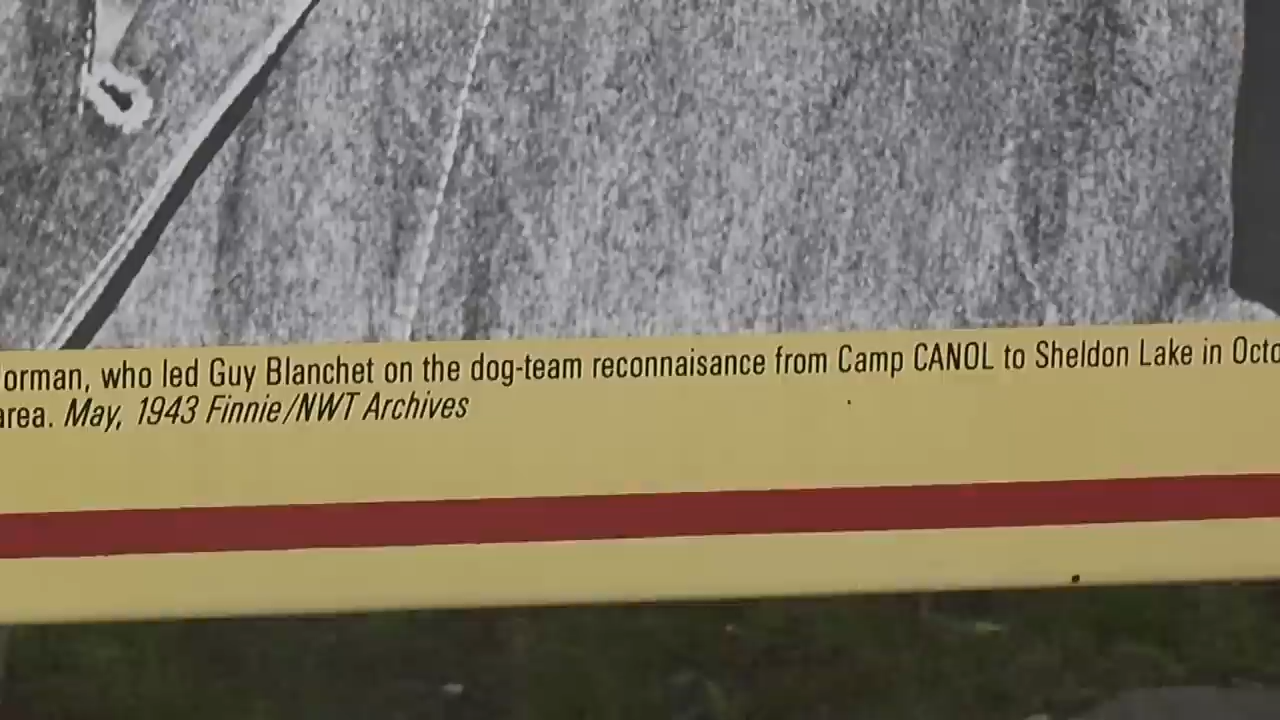 orman, who led Guy Blanchet on the dog-team reconnaisance from Camp CANOL to Sheldon Lake in Octo
area. May, 1943 Finnie/NWT Archives